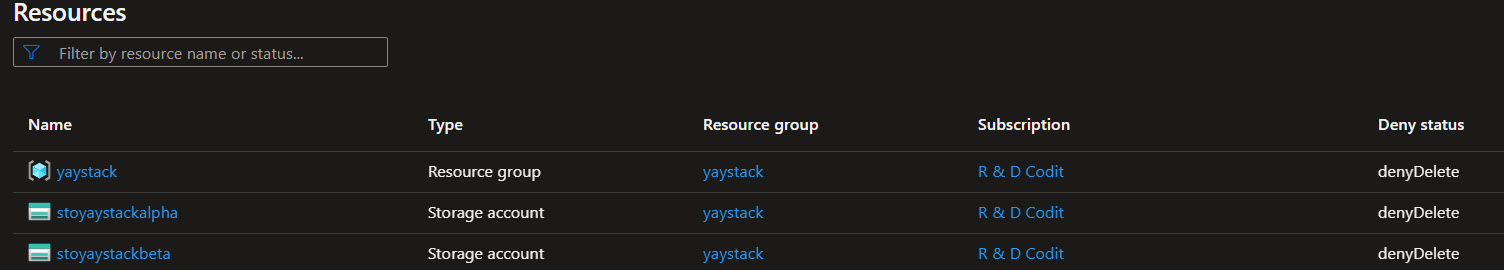 Resources
Filter by resource name or status...
Name Type Resource group Subscription Deny status
yaystack Resource group yaystack R & D Codit denyDelete
stoyaystackalpha Storage account yaystack R & D Codit denyDelete
stoyaystackbeta Storage account yaystack R & D Codit denyDelete